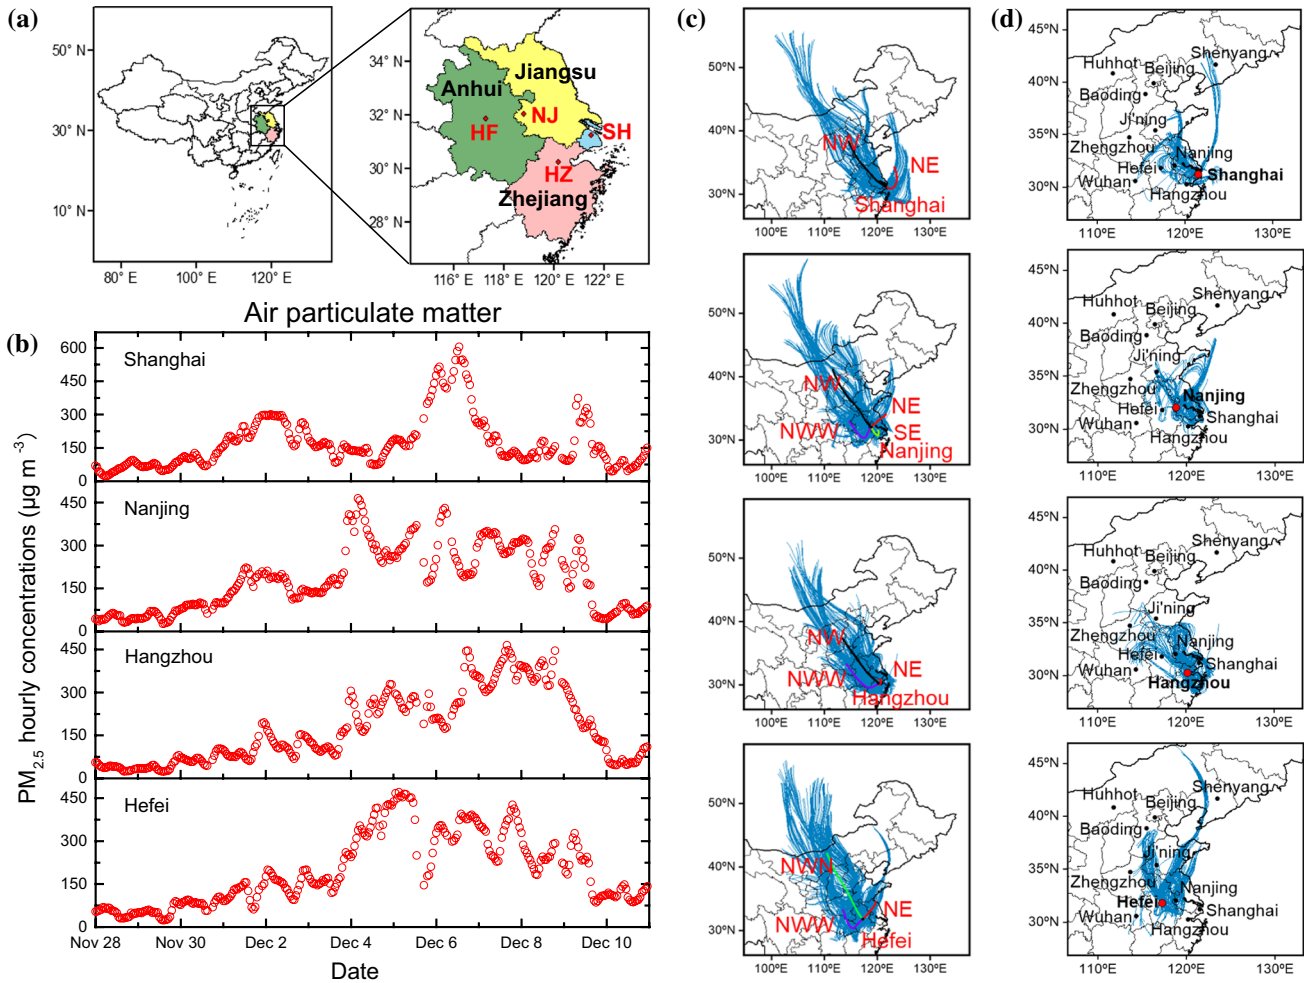 (a)
50° N
30° N
10° N
80° E
100° E
120° E
34° N
32° N
30° N
28° N
116° E
118° E
120° E
122° E
Jiangsu
Anhui
NJ
HF
SH
HZ
Zhejiang
Air particulate matter
(b)
PM2.5 hourly concentrations (μg m⁻³)
600
450
300
150
0
Shanghai
450
300
150
0
Nanjing
450
300
150
0
Hangzhou
450
300
150
0
Hefei
Nov 28
Nov 30
Dec 2
Dec 4
Dec 6
Dec 8
Dec 10
Date
(c)
50°N
40°N
30°N
NW
NE
Shanghai
100°E
110°E
120°E
130°E
50°N
40°N
30°N
NW
NE
NWW
SE
Nanjing
100°E
110°E
120°E
130°E
50°N
40°N
30°N
NW
NE
NWW
Hangzhou
100°E
110°E
120°E
130°E
50°N
40°N
30°N
NWN
NE
NWW
Hefei
100°E
110°E
120°E
130°E
(d)
45°N
40°N
35°N
30°N
Shenyang
Huhhot
Beijing
Baoding
Ji'ning
Zhengzhou
Nanjing
Hefei
Shanghai
Wuhan
Hangzhou
110°E
120°E
130°E
45°N
40°N
35°N
30°N
Shenyang
Huhhot
Beijing
Baoding
Ji'ning
Zhengzhou
Nanjing
Hefei
Shanghai
Wuhan
Hangzhou
110°E
120°E
130°E
45°N
40°N
35°N
30°N
Shenyang
Huhhot
Beijing
Baoding
Ji'ning
Zhengzhou
Nanjing
Hefei
Shanghai
Wuhan
Hangzhou
110°E
120°E
130°E
45°N
40°N
35°N
30°N
Shenyang
Huhhot
Beijing
Baoding
Ji'ning
Zhengzhou
Nanjing
Hefei
Shanghai
Wuhan
Hangzhou
110°E
120°E
130°E